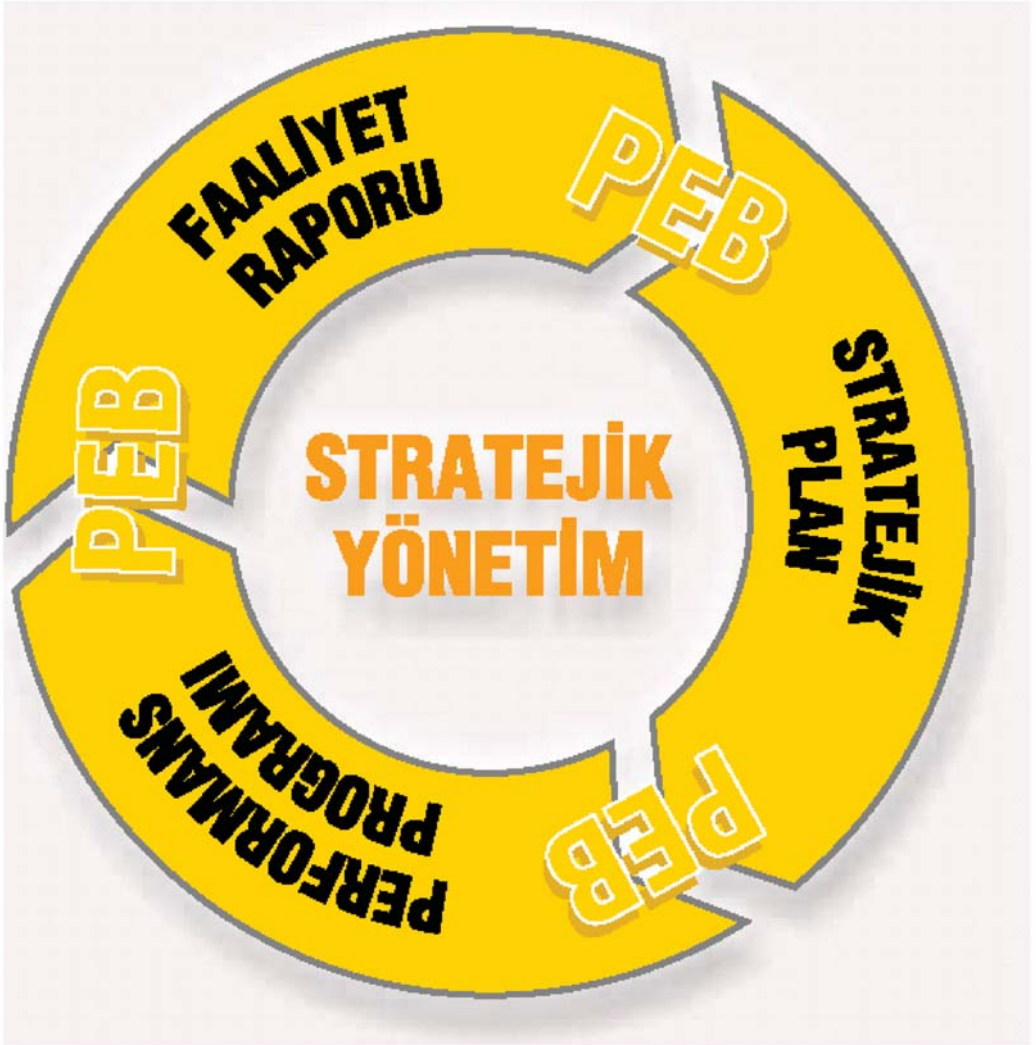 FAALİYET
RAPORU
PEB
STRATEJİK
PLAN
PEB
PERFORMANS
PROGRAMI
PEB
STRATEJİK
YÖNETİM